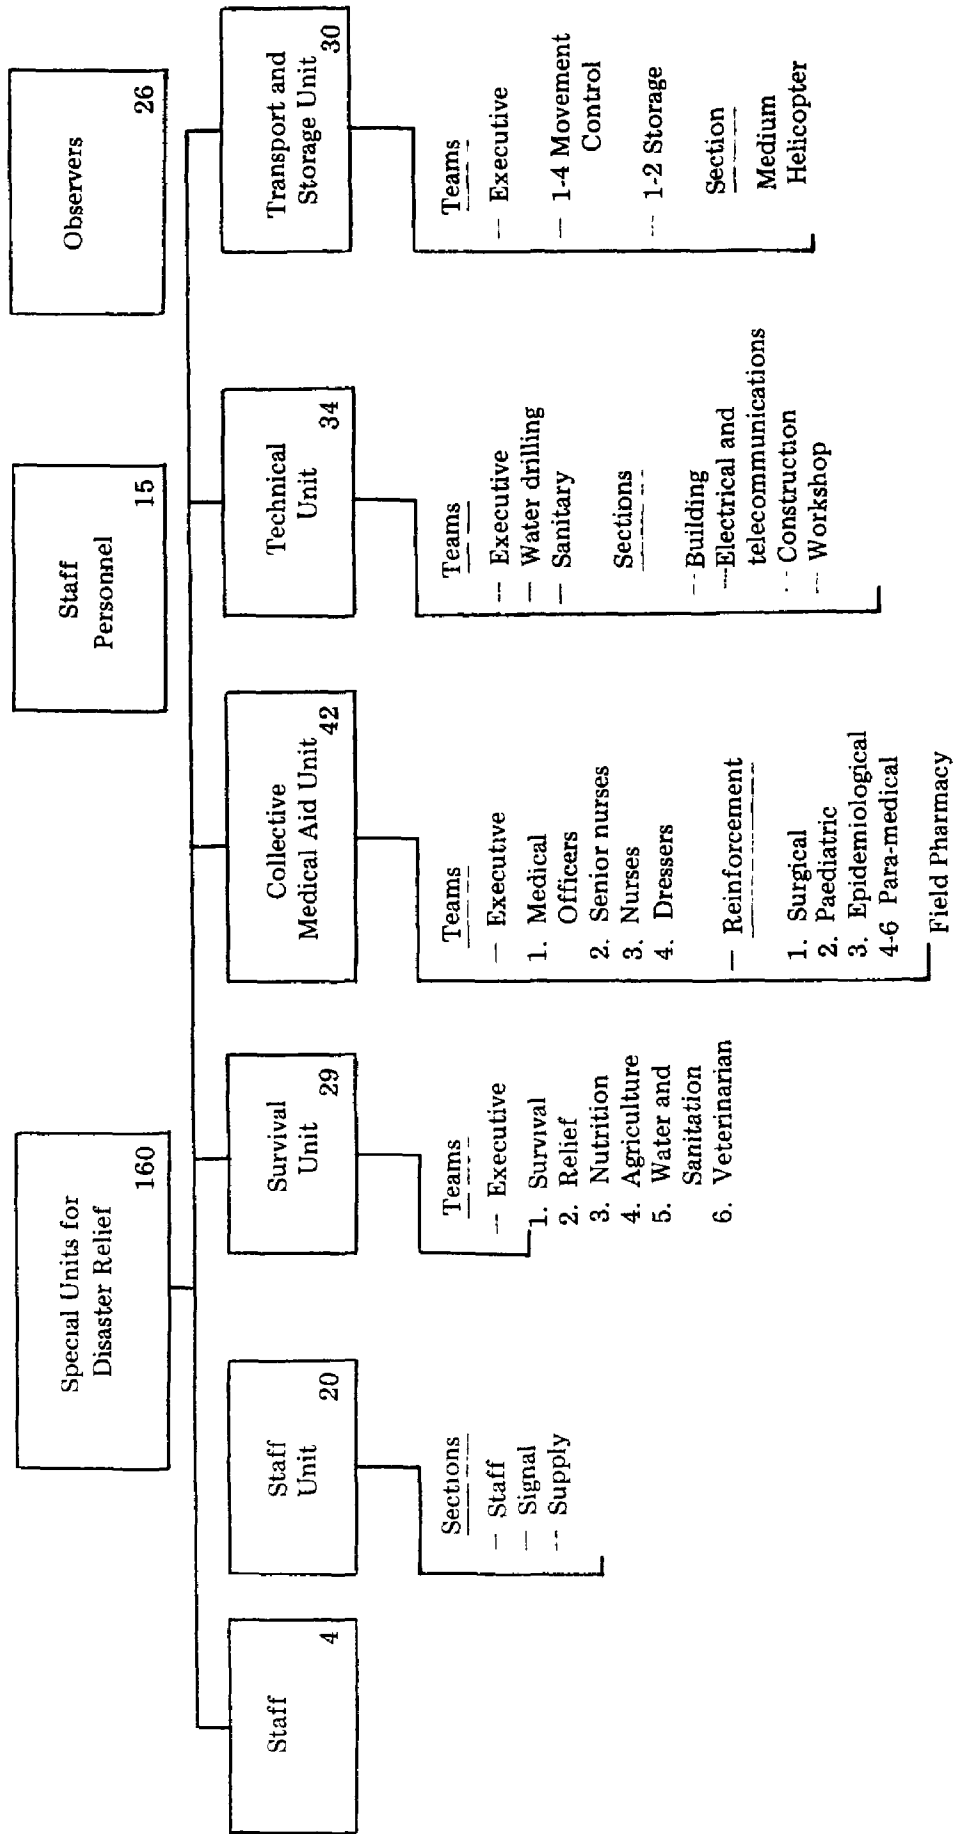 Special Units for
Disaster Relief
160
Staff
Personnel
15
Observers
26
Staff
4
Staff
Unit
20
Sections
— Staff
— Signal
-- Supply
Survival
Unit
29
Teams
-- Executive
1. Survival
2. Relief
3. Nutrition
4. Agriculture
5. Water and
Sanitation
6. Veterinarian
Collective
Medical Aid Unit
42
Teams
— Executive
1. Medical
Officers
2. Senior nurses
3. Nurses
4. Dressers
— Reinforcement
1. Surgical
2. Paediatric
3. Epidemiological
4-6 Para-medical
Field Pharmacy
Technical
Unit
34
Teams
-- Executive
— Water drilling
— Sanitary
Sections
-- Building
--- Electrical and
telecommunications
-- Construction
--- Workshop
Transport and
Storage Unit
30
Teams
-- Executive
— 1-4 Movement
Control
--- 1-2 Storage
Section
Medium
Helicopter